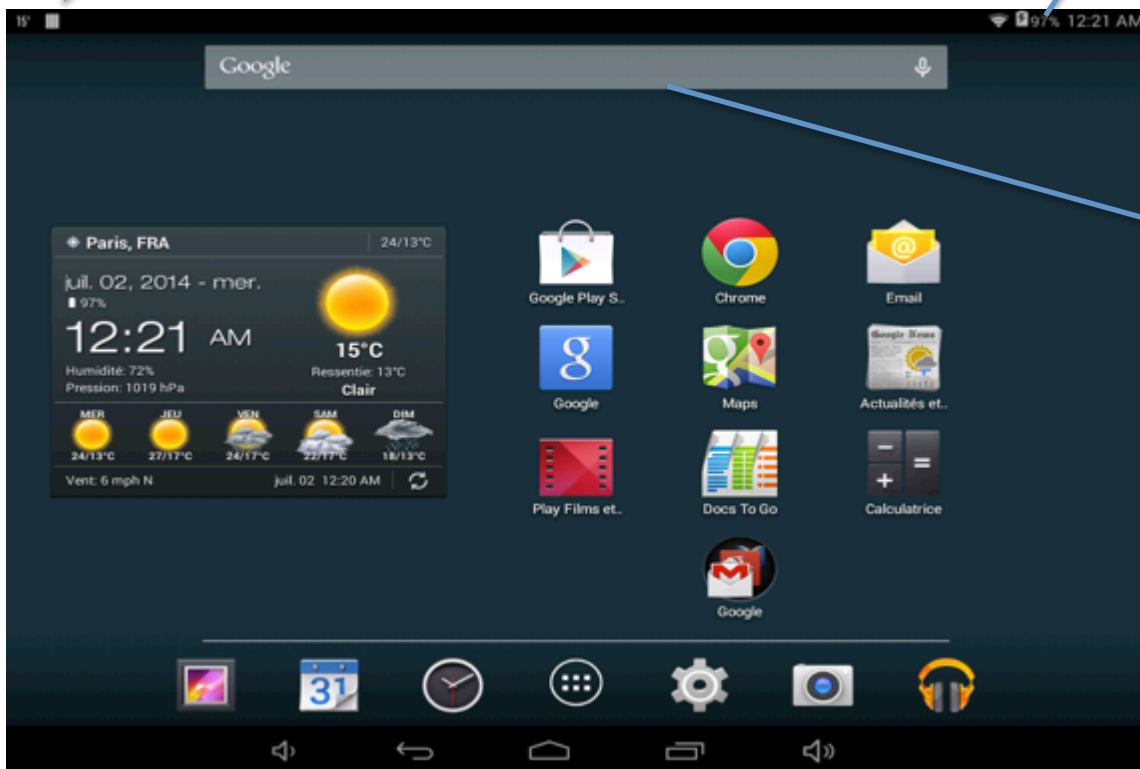 15° 97% 12:21 AM
Google
Paris, FRA 24/13°C
juil. 02, 2014 - mer.
97%
12:21 AM
15°C
Humidité: 72% Ressentie: 13°C
Pression: 1019 hPa Clair
MER JEU VEN SAM DIM
24/13°C 27/17°C 24/17°C 22/17°C 18/13°C
Vent: 6 mph N juil. 02 12:20 AM
Google Play S.. Chrome Email
g Google News
Google Maps Actualités et..
Play Films et.. Docs To Go Calculatrice
Google
31